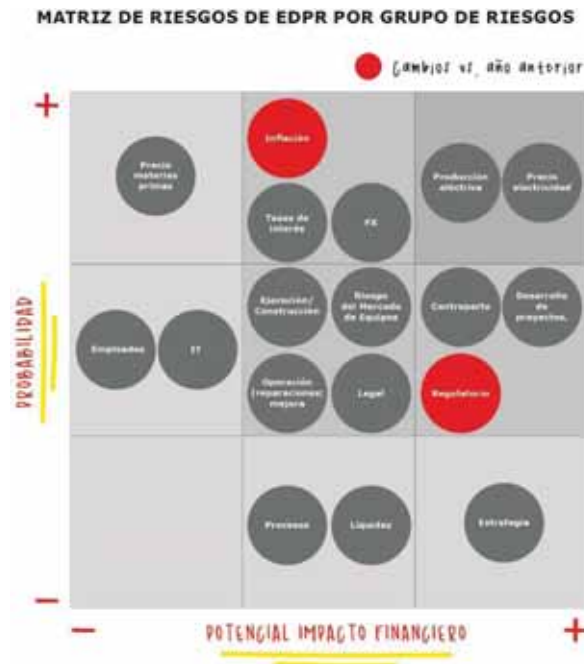 MATRIZ DE RIESGOS DE EDPR POR GRUPO DE RIESGOS
Cambios vs, año anterior
+
Inflación
Precio
materias
primas
Producción
eléctrica
Precio
electricidad
Tasas de
interés
FX
Ejecución/
Construcción
Riesgo
del Mercado
de Equipos
Contraparte
Desarrollo
de
proyectos,
Empleados
IT
Operación
(reparaciones/
mejora
Legal
Regulatorio
Procesos
Liquidez
Estrategia
PROBABILIDAD
−
−
POTENCIAL IMPACTO FINANCIERO
+